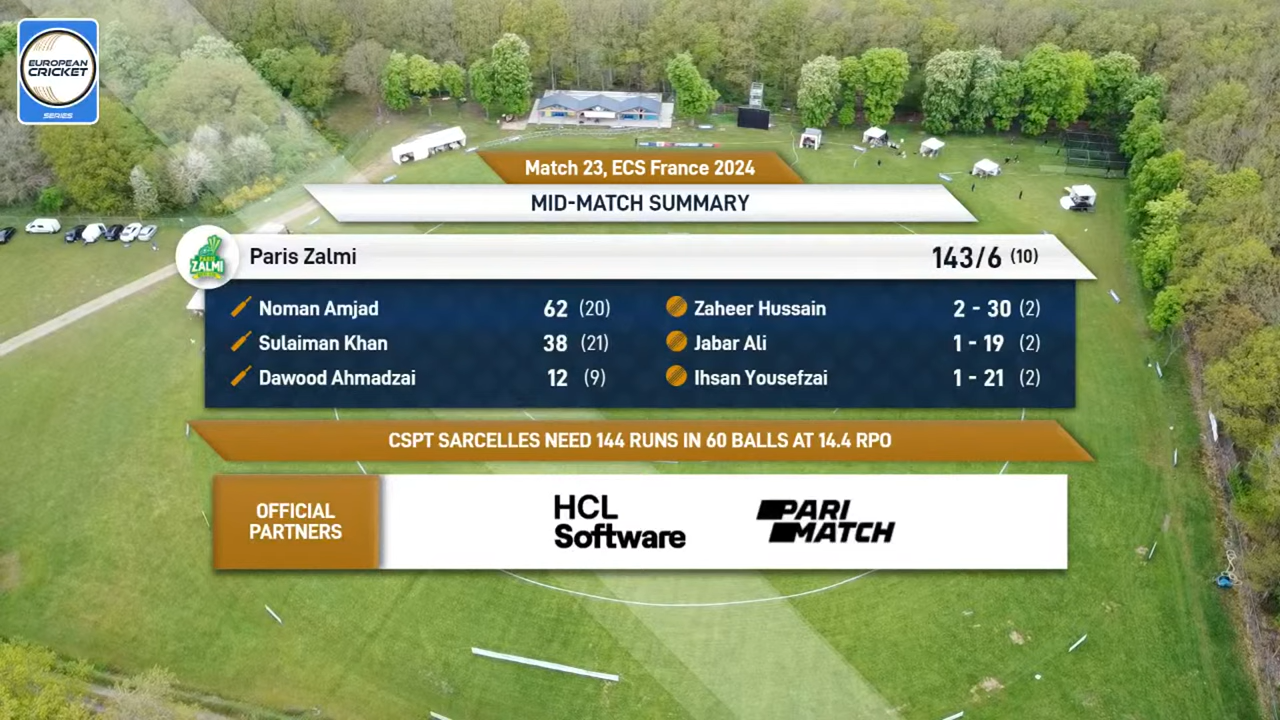 EUROPEAN
CRICKET
SERIES
Match 23, ECS France 2024
MID-MATCH SUMMARY
PARIS
ZALMI
Paris Zalmi 143/6 (10)
Noman Amjad 62 (20) Zaheer Hussain 2 - 30 (2)
Sulaiman Khan 38 (21) Jabar Ali 1 - 19 (2)
Dawood Ahmadzai 12 (9) Ihsan Yousefzai 1 - 21 (2)
CSPT SARCELLES NEED 144 RUNS IN 60 BALLS AT 14.4 RPO
OFFICIAL
PARTNERS
HCL
Software
PARI
MATCH